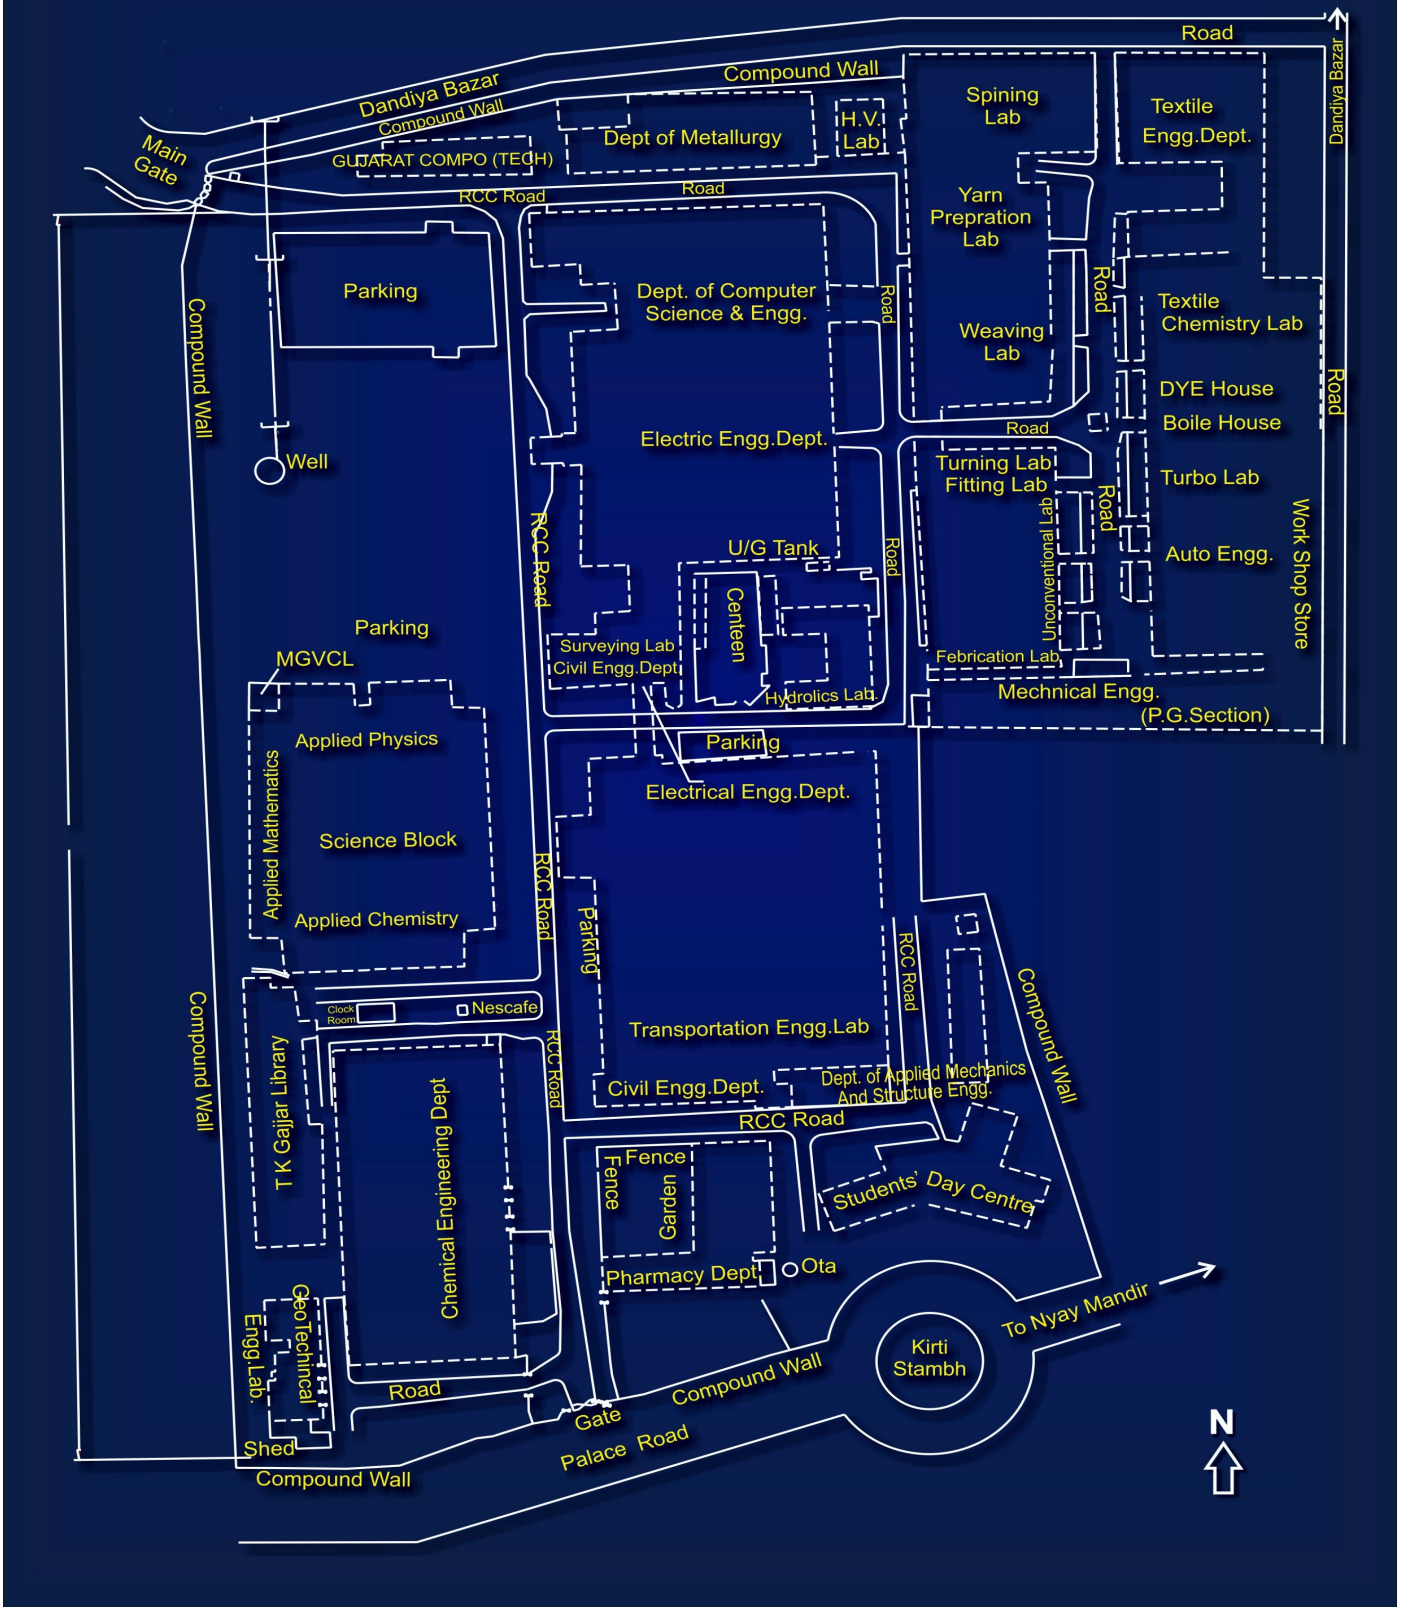 Road
Dandiya Bazar
Compound Wall
Dandiya Bazar
Compound Wall
Main
Gate
GUJARAT COMPO (TECH)
Dept of Metallurgy
H.V.
Lab
Spining
Lab
Textile
Engg.Dept.
RCC Road
Road
Yarn
Prepration
Lab
Parking
Compound Wall
Dept. of Computer
Science & Engg.
Road
Road
Textile
Chemistry Lab
Weaving
Lab
Road
DYE House
Boile House
Road
Electric Engg.Dept.
Well
Turning Lab
Fitting Lab
Turbo Lab
Road
Unconventional Lab
Work Shop Store
RCC Road
U/G Tank
Road
Auto Engg.
Centeen
Parking
MGVCL
Surveying Lab
Civil Engg.Dept.
Hydrolics Lab.
Febrication Lab
Mechnical Engg.
(P.G.Section)
Applied Physics
Parking
Electrical Engg.Dept.
Applied Mathematics
Science Block
Applied Chemistry
RCC Road
Parking
RCC Road
Compound Wall
Compound Wall
Clock
Room
Nescafe
RCC Road
Transportation Engg.Lab
T K Gajjar Library
Chemical Engineering Dept
Civil Engg.Dept.
Dept. of Applied Mechanics
And Structure Engg.
RCC Road
Fence
Fence
Garden
Students' Day Centre
Pharmacy Dept
Ota
To Nyay Mandir
GeoTechincal
Engg.Lab.
Kirti
Stambh
Road
Compound Wall
Gate
Palace Road
Shed
Compound Wall
N